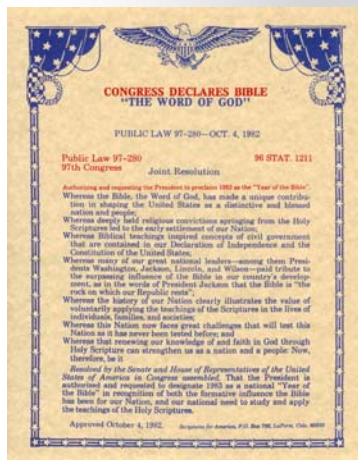 CONGRESS DECLARES BIBLE
"THE WORD OF GOD"
PUBLIC LAW 97-280—OCT. 4, 1982
Public Law 97-280
97th Congress
96 STAT. 1211
Joint Resolution
Authorizing and requesting the President to proclaim 1983 as the "Year of the Bible".
Whereas the Bible, the Word of God, has made a unique contribu-
tion in shaping the United States as a distinctive and blessed
nation and people;
Whereas deeply held religious convictions springing from the Holy
Scriptures led to the early settlement of our Nation;
Whereas Biblical teachings inspired concepts of civil government
that are contained in our Declaration of Independence and the
Constitution of the United States;
Whereas many of our great national leaders—among them Presi-
dents Washington, Jackson, Lincoln, and Wilson—paid tribute to
the surpassing influence of the Bible in our country's develop-
ment, as in the words of President Jackson that the Bible is "the
rock on which our Republic rests";
Whereas the history of our Nation clearly illustrates the value of
voluntarily applying the teachings of the Scriptures in the lives of
individuals, families, and societies;
Whereas this Nation now faces great challenges that will test this
Nation as it has never been tested before; and
Whereas that renewing our knowledge of and faith in God through
Holy Scripture can strengthen us as a nation and a people: Now,
therefore, be it
Resolved by the Senate and House of Representatives of the United
States of America in Congress assembled, That the President is
authorized and requested to designate 1983 as a national "Year of
the Bible" in recognition of both the formative influence the Bible
has been for our Nation, and our national need to study and apply
the teachings of the Holy Scriptures.
Approved October 4, 1982.
Scriptures for America, P.O. Box 766, LaPorte, Colo.